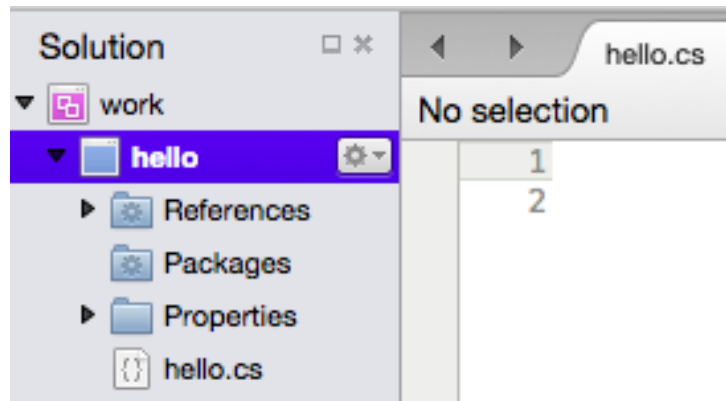 Solution
work
hello
References
Packages
Properties
hello.cs
hello.cs
No selection
1
2